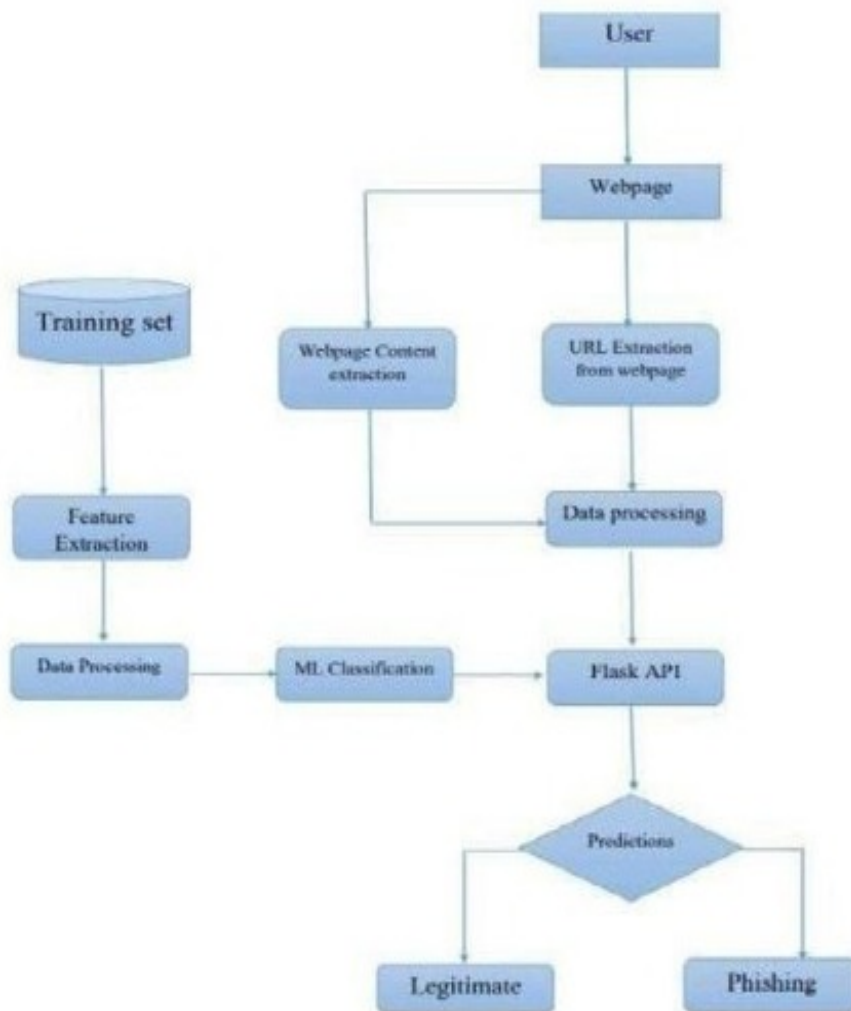 User
Webpage
Training set
Webpage Content
extraction
URL Extraction
from webpage
Feature
Extraction
Data processing
Data Processing
ML Classification
Flask API
Predictions
Legitimate
Phishing